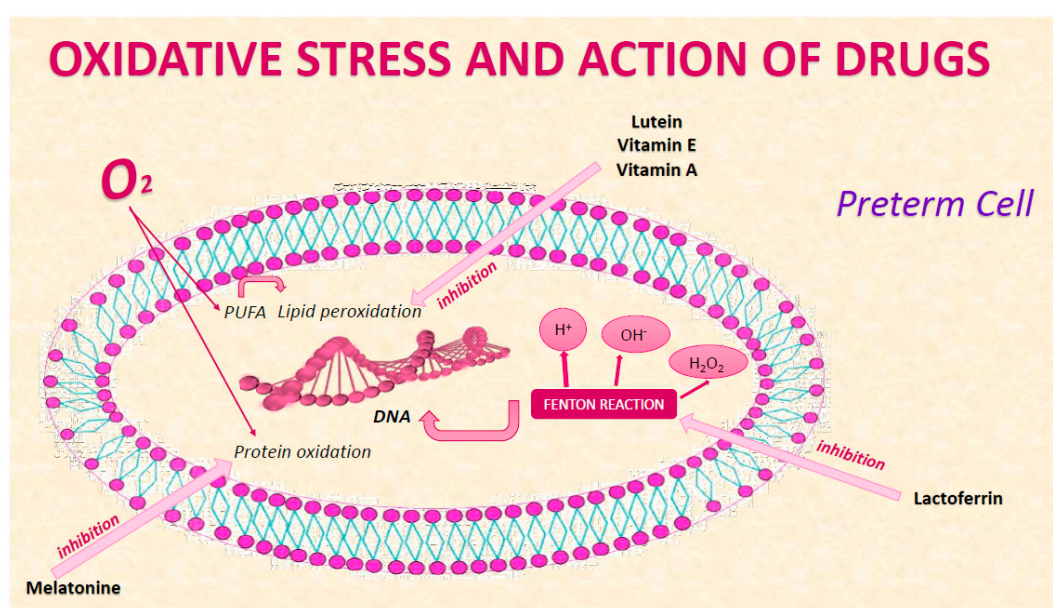 OXIDATIVE STRESS AND ACTION OF DRUGS
Lutein
Vitamin E
Vitamin A
O₂
Preterm Cell
inhibition
PUFA Lipid peroxidation
H⁺
OH⁻
H₂O₂
FENTON REACTION
DNA
Protein oxidation
inhibition
Lactoferrin
inhibition
Melatonine